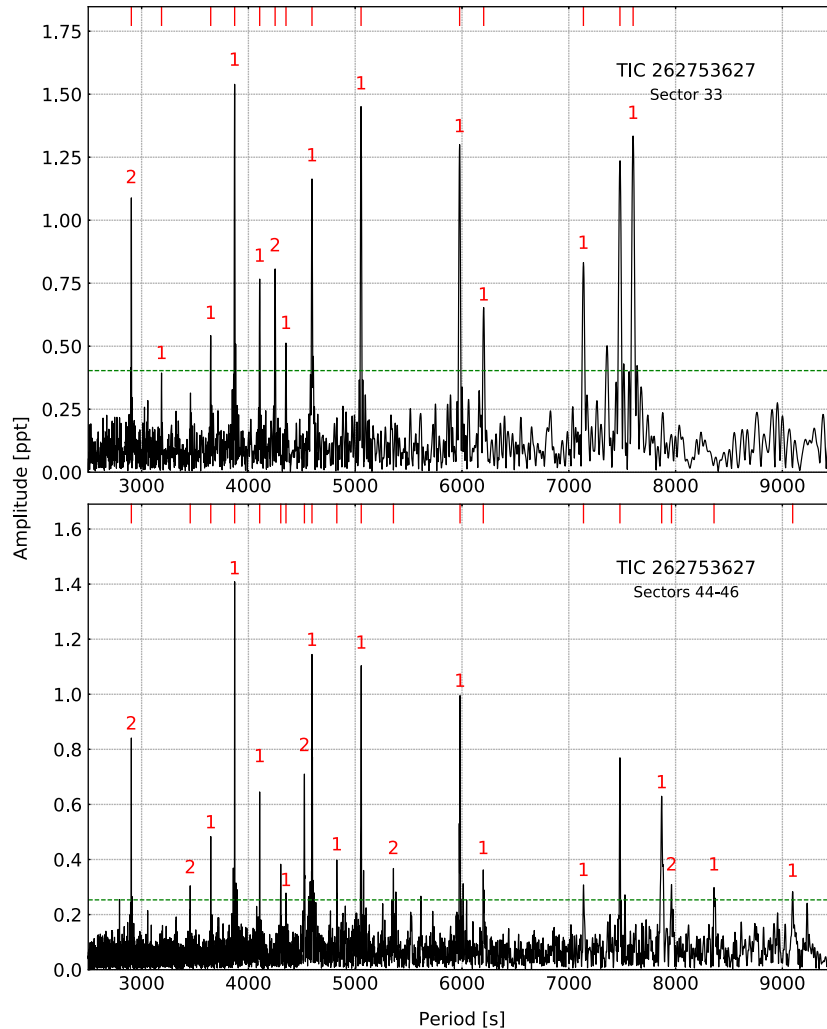 Amplitude [ppt]
1.75
1.50
1.25
1.00
0.75
0.50
0.25
0.00
TIC 262753627
Sector 33
2 1 1 1 1 2 1 1 1 1 1 1 1
3000 4000 5000 6000 7000 8000 9000
1.6
1.4
1.2
1.0
0.8
0.6
0.4
0.2
0.0
TIC 262753627
Sectors 44-46
2 2 1 1 1 1 2 1 1 1 2 1 1 1 1 2 1 1
3000 4000 5000 6000 7000 8000 9000
Period [s]